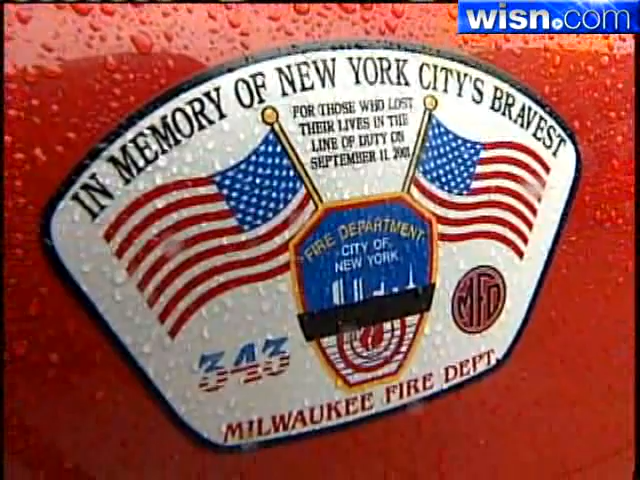 wisn.com
IN MEMORY OF NEW YORK CITY'S BRAVEST
FOR THOSE WHO LOST
THEIR LIVES IN THE
LINE OF DUTY ON
SEPTEMBER 11, 2001
FIRE DEPARTMENT
CITY OF
NEW YORK
MFD
343
MILWAUKEE FIRE DEPT.